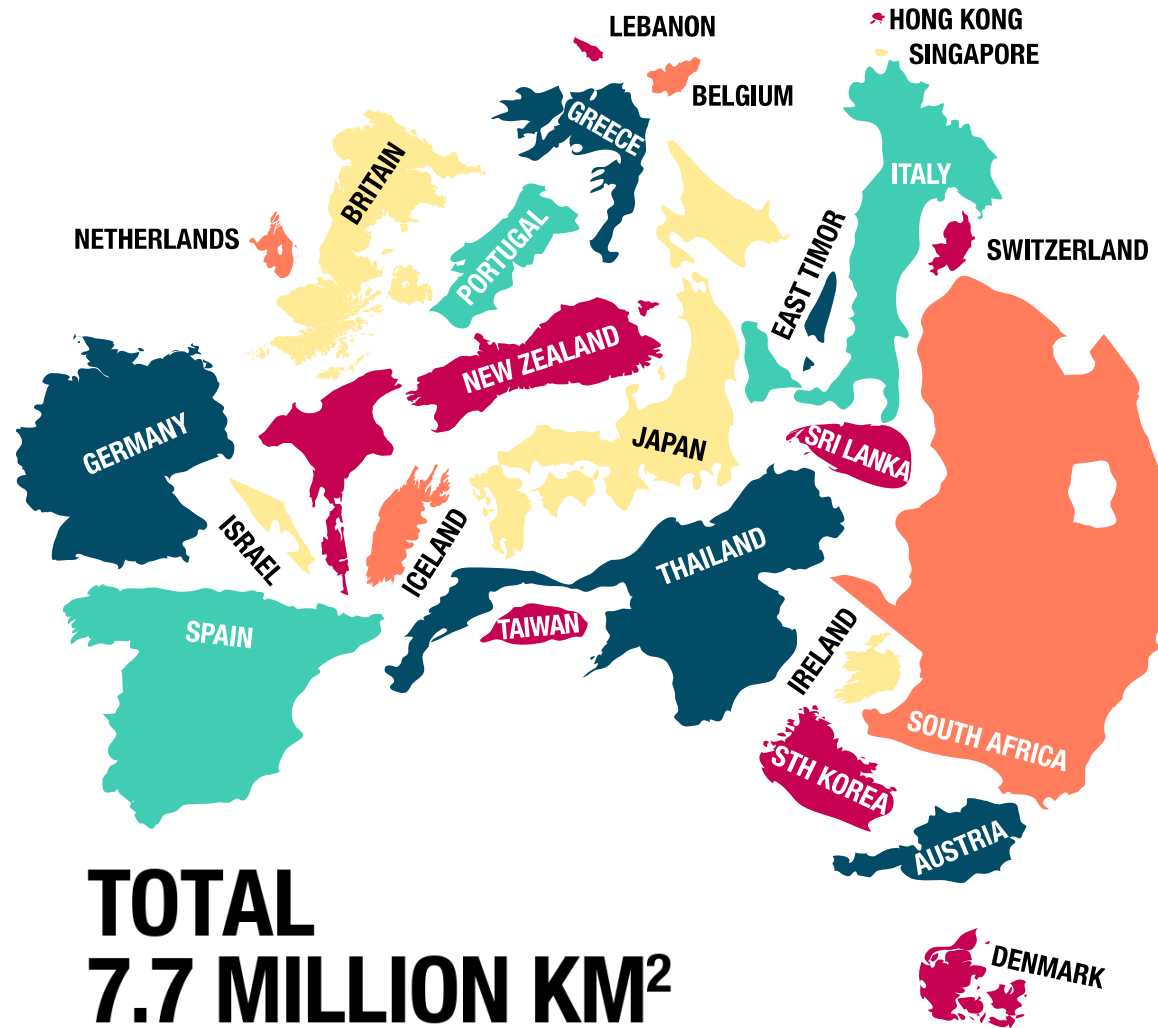 HONG KONG
LEBANON
SINGAPORE
BELGIUM
GREECE
BRITAIN
ITALY
NETHERLANDS
PORTUGAL
EAST TIMOR
SWITZERLAND
NEW ZEALAND
GERMANY
JAPAN
SRI LANKA
ISRAEL
ICELAND
THAILAND
SPAIN
TAIWAN
IRELAND
SOUTH AFRICA
STH KOREA
AUSTRIA
TOTAL
7.7 MILLION KM²
DENMARK